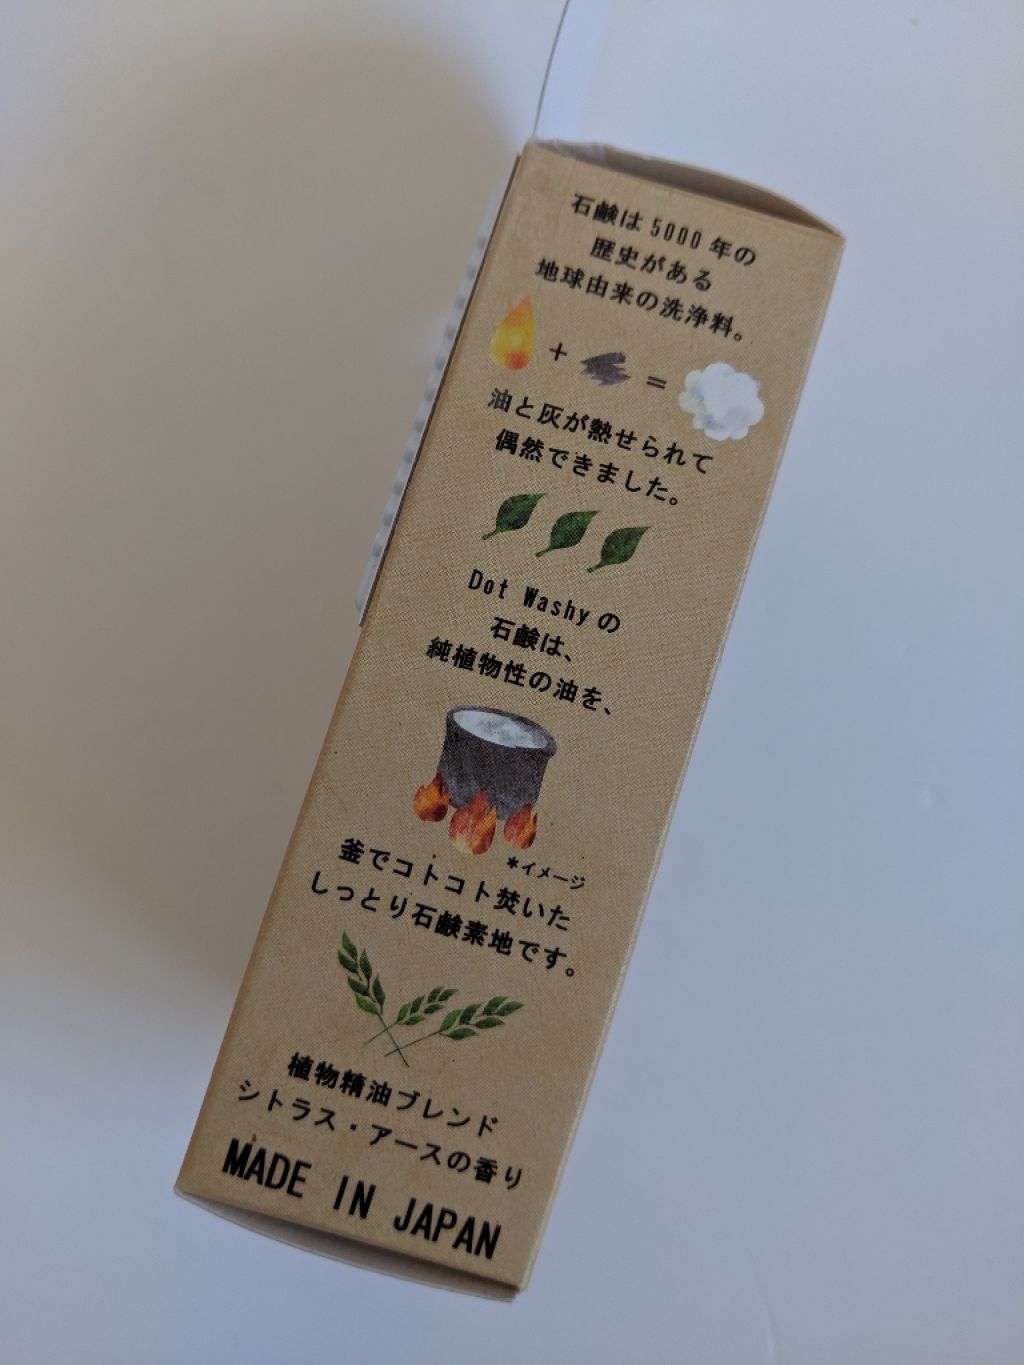 石鹸は5000年の
歴史がある
地球由来の洗浄料。
+ =
油と灰が熱せられて
偶然できました。
Dot Washyの
石鹸は、
純植物性の油を、
*イメージ
釜でコトコト焚いた
しっとり石鹸素地です。
植物精油ブレンド
シトラス・アースの香り
MADE IN JAPAN